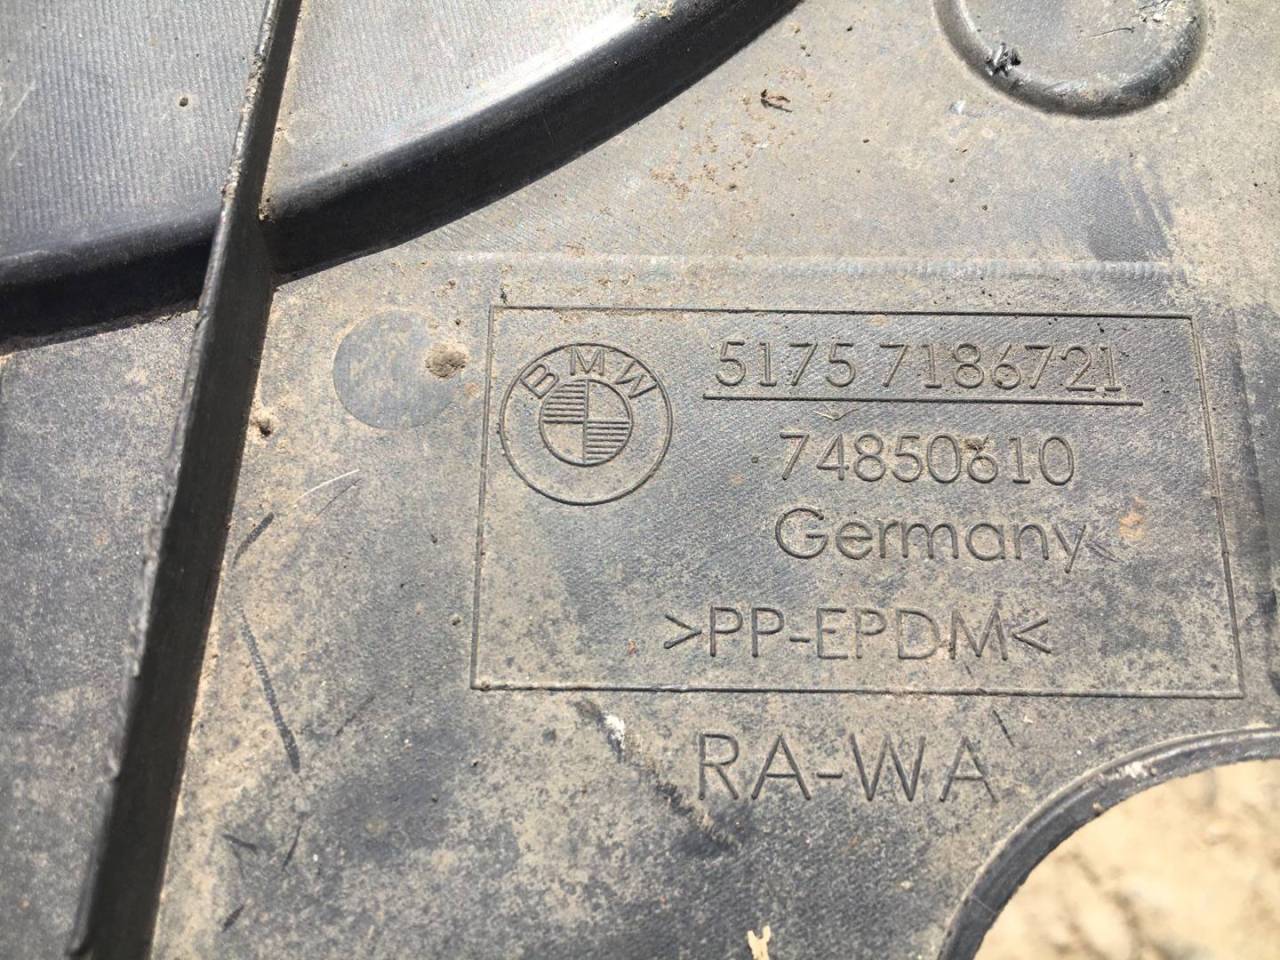 BMW
5175 7186721
74850610
Germany
>PP-EPDM<
RA-WA